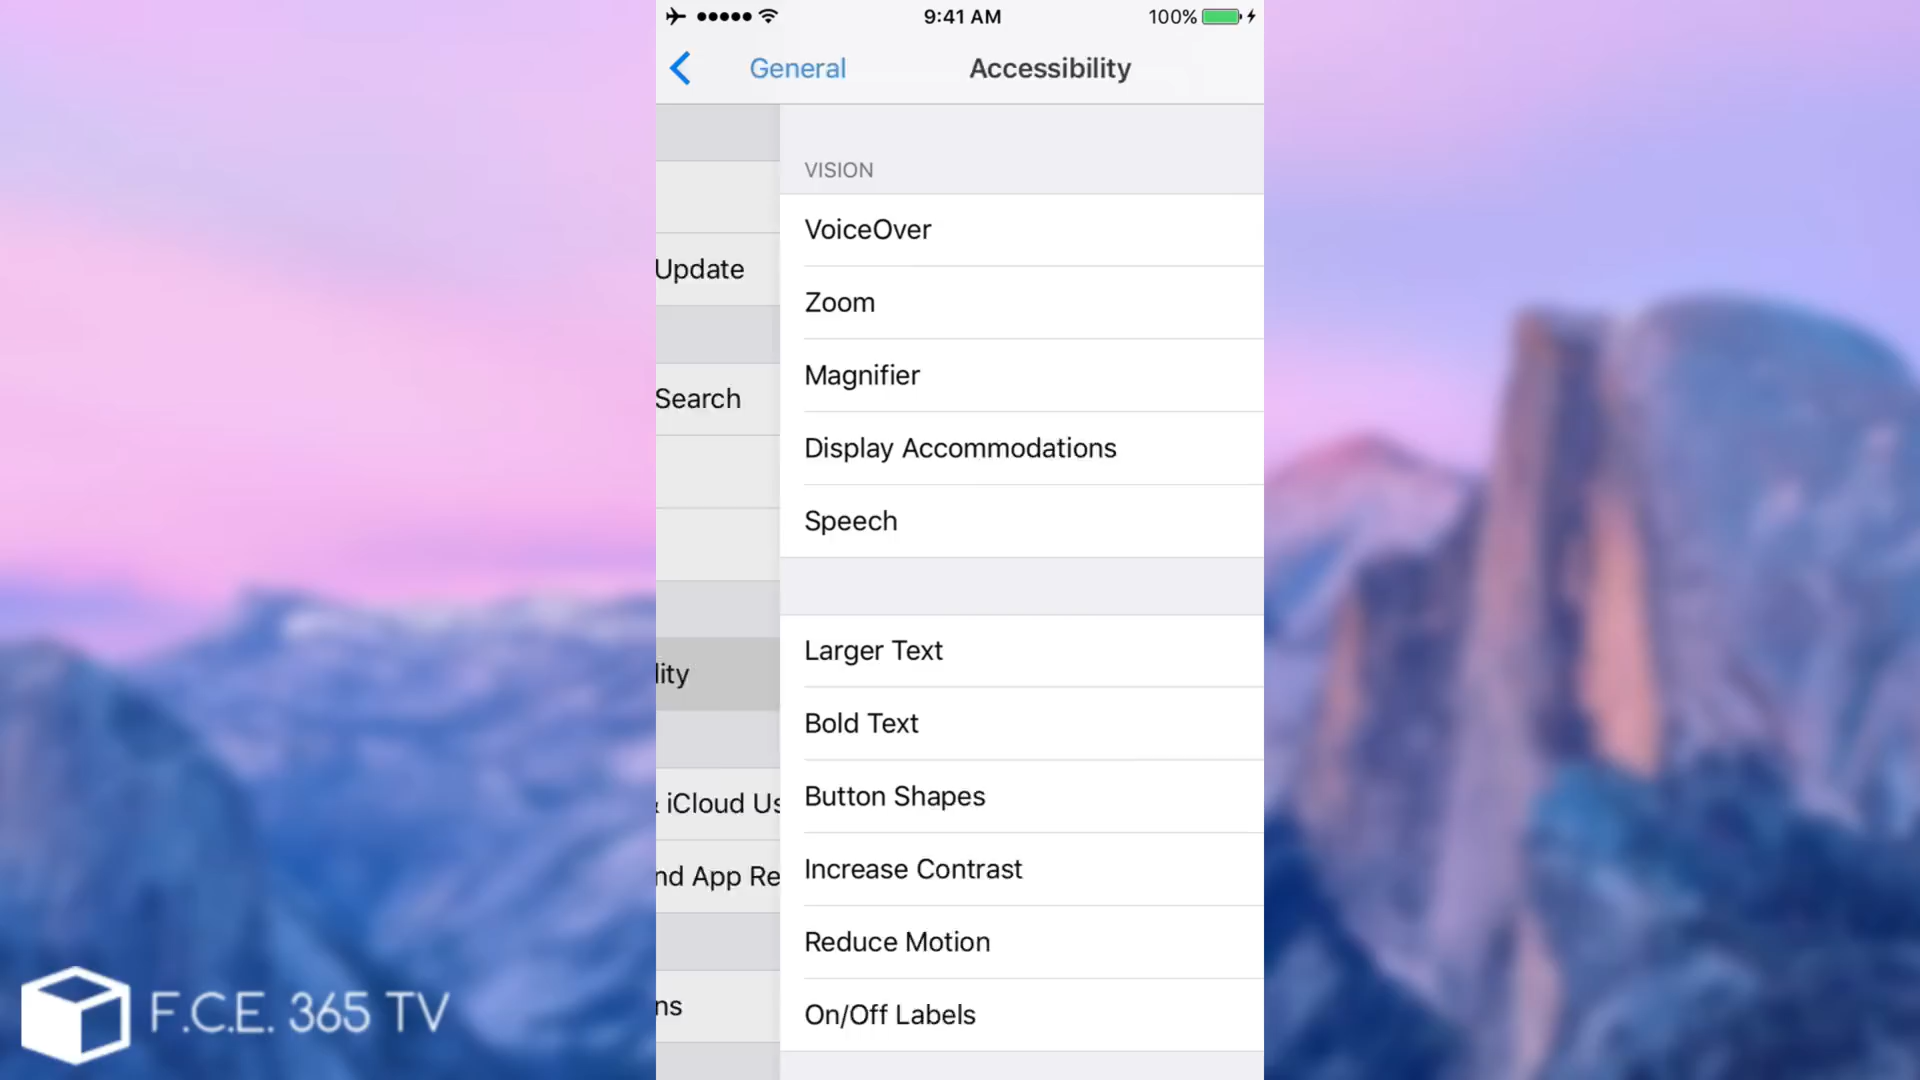 9:41 AM
100%
General
Accessibility
VISION
VoiceOver
Update
Zoom
Magnifier
Search
Display Accommodations
Speech
Larger Text
lity
Bold Text
Button Shapes
iCloud Us
Increase Contrast
nd App Re
Reduce Motion
ns
On/Off Labels
F.C.E. 365 TV